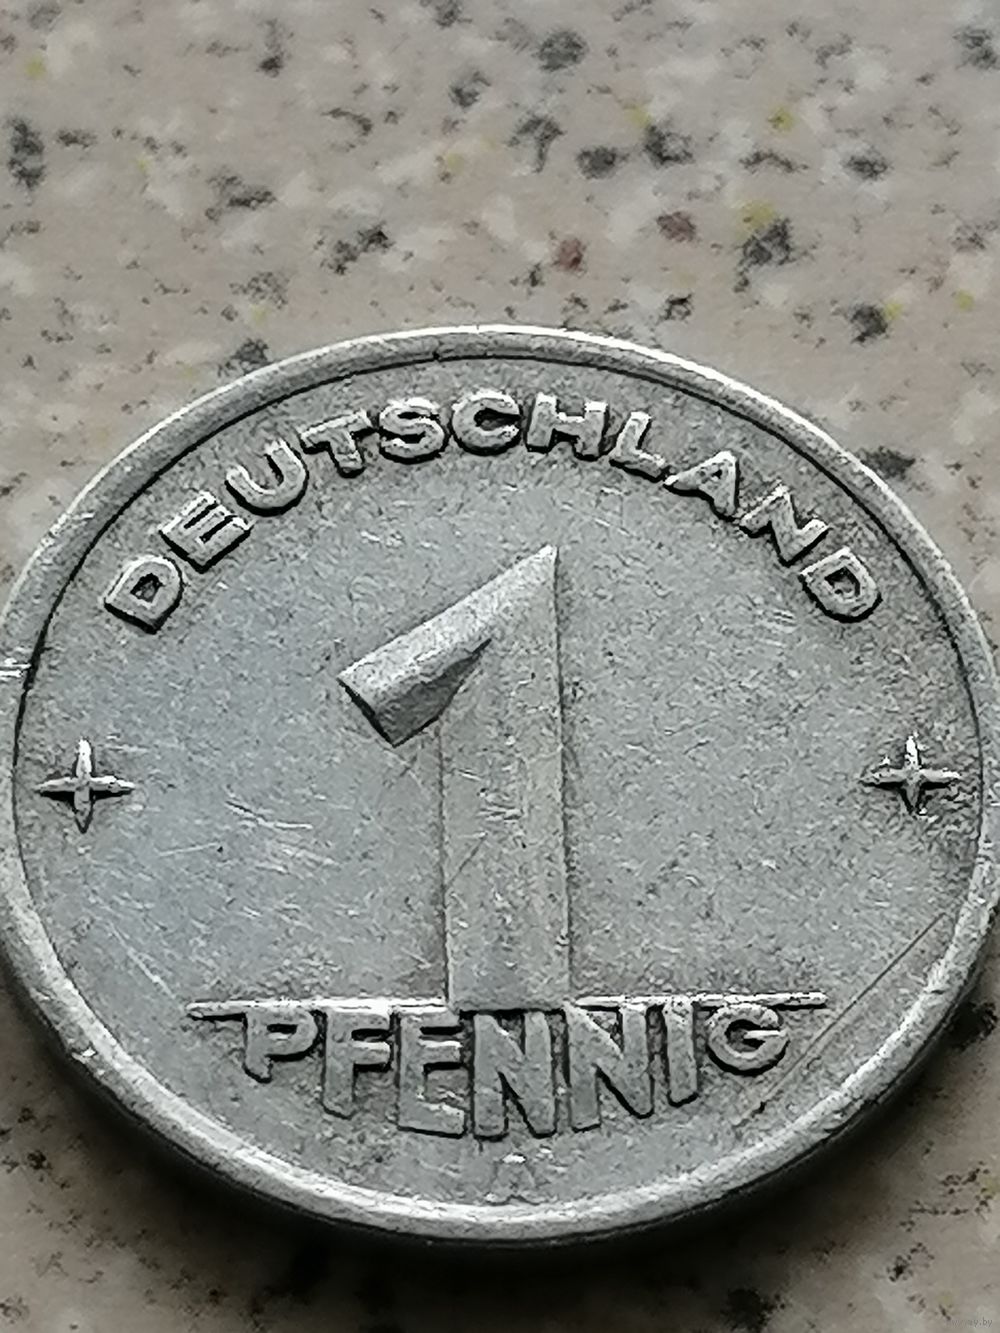 DEUTSCHLAND
1
PFENNIG
A